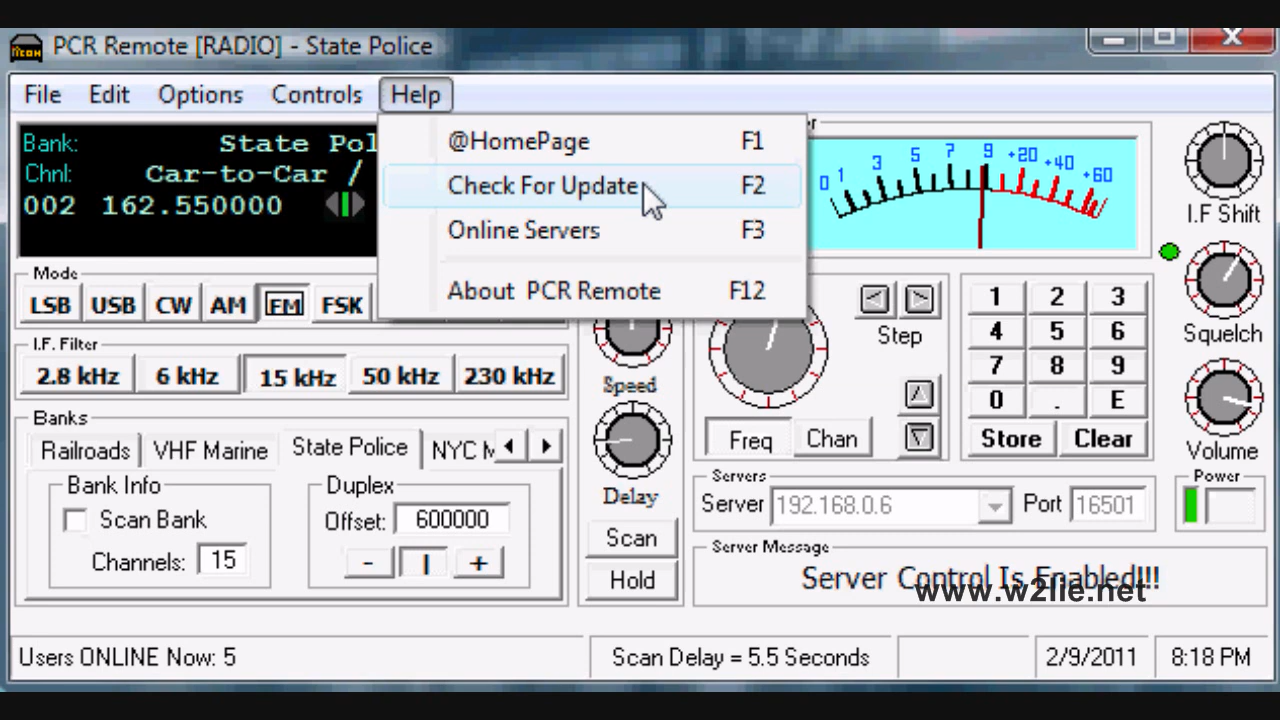 ICOM
PCR Remote [RADIO] - State Police
File Edit Options Controls Help
@HomePage F1
Check For Update F2
Online Servers F3
About PCR Remote F12
Bank: State Pol
Chnl: Car-to-Car /
002 162.550000
0 1 3 5 7 9 +20 +40 +60
I.F Shift
Squelch
Volume
Mode
LSB USB CW AM FM FSK
I.F. Filter
2.8 kHz 6 kHz 15 kHz 50 kHz 230 kHz
Speed
Delay
Scan
Hold
< >
Step
Freq Chan
1 2 3
4 5 6
7 8 9
0 . E
Store Clear
Banks
Railroads VHF Marine State Police NYC
Bank Info
Scan Bank
Channels: 15
Duplex
Offset: 600000
- | +
Servers
Server 192.168.0.6 Port 16501
Power
Server Message
Server Control Is Enabled!!!
www.w2lie.net
Users ONLINE Now: 5 Scan Delay = 5.5 Seconds 2/9/2011 8:18 PM